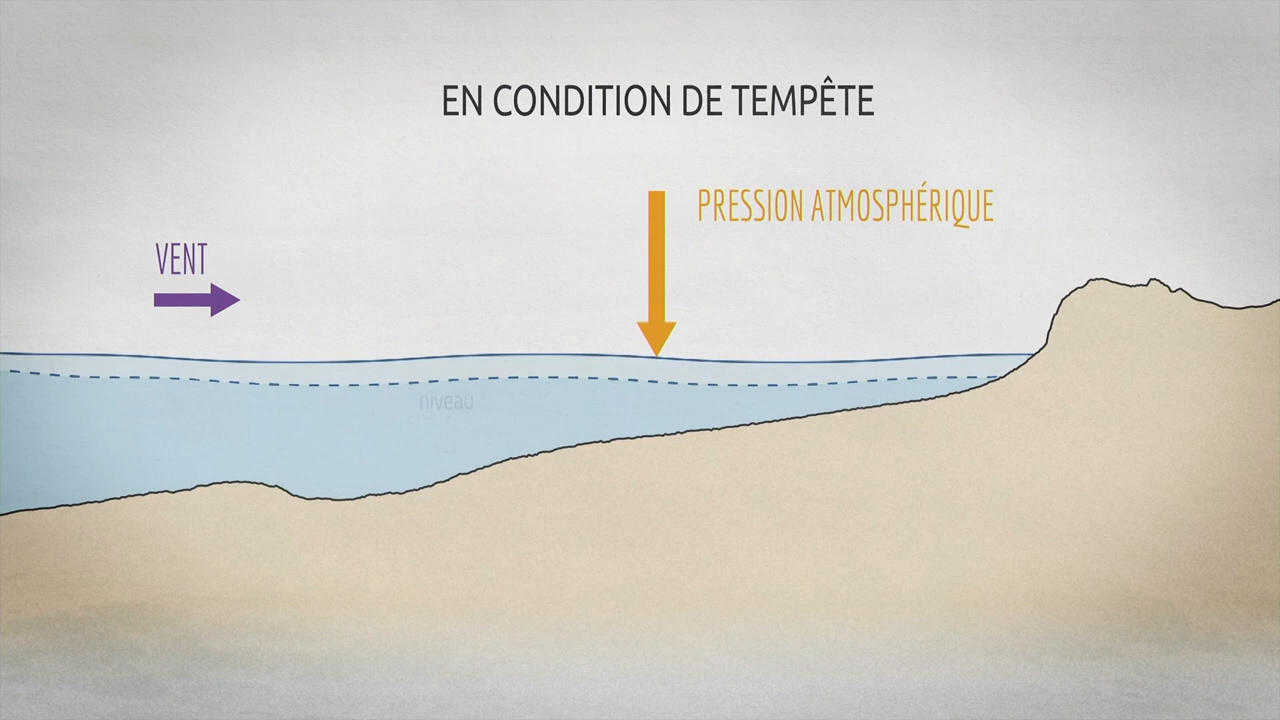 EN CONDITION DE TEMPÊTE
PRESSION ATMOSPHÉRIQUE
VENT
niveau